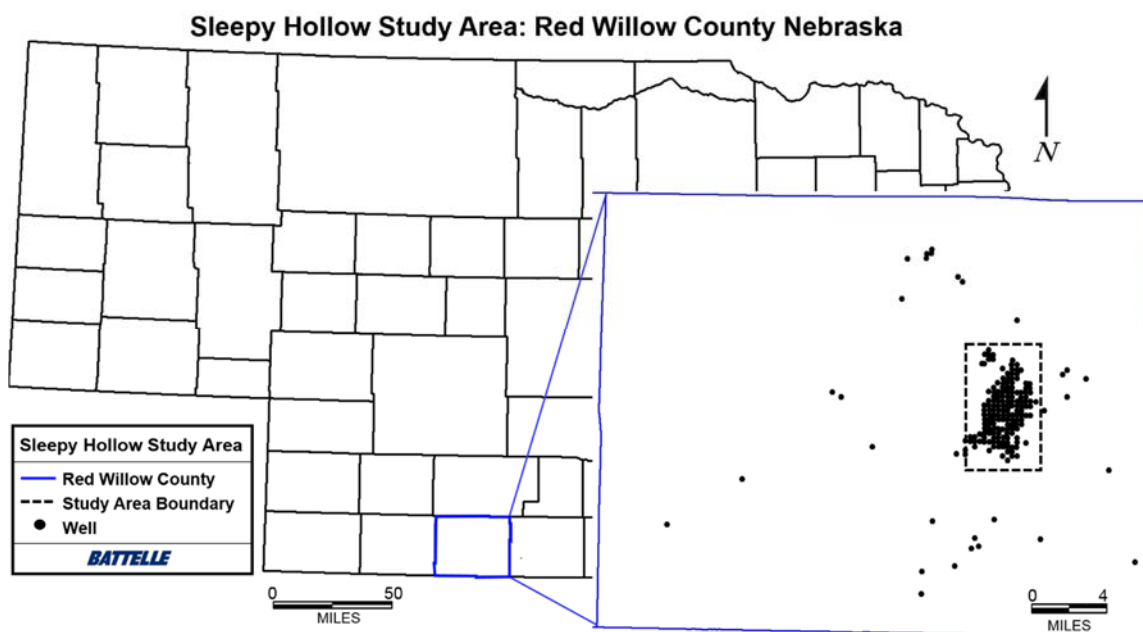 Sleepy Hollow Study Area: Red Willow County Nebraska
N
Sleepy Hollow Study Area
Red Willow County
Study Area Boundary
Well
BATTELLE
0 50
MILES
0 4
MILES